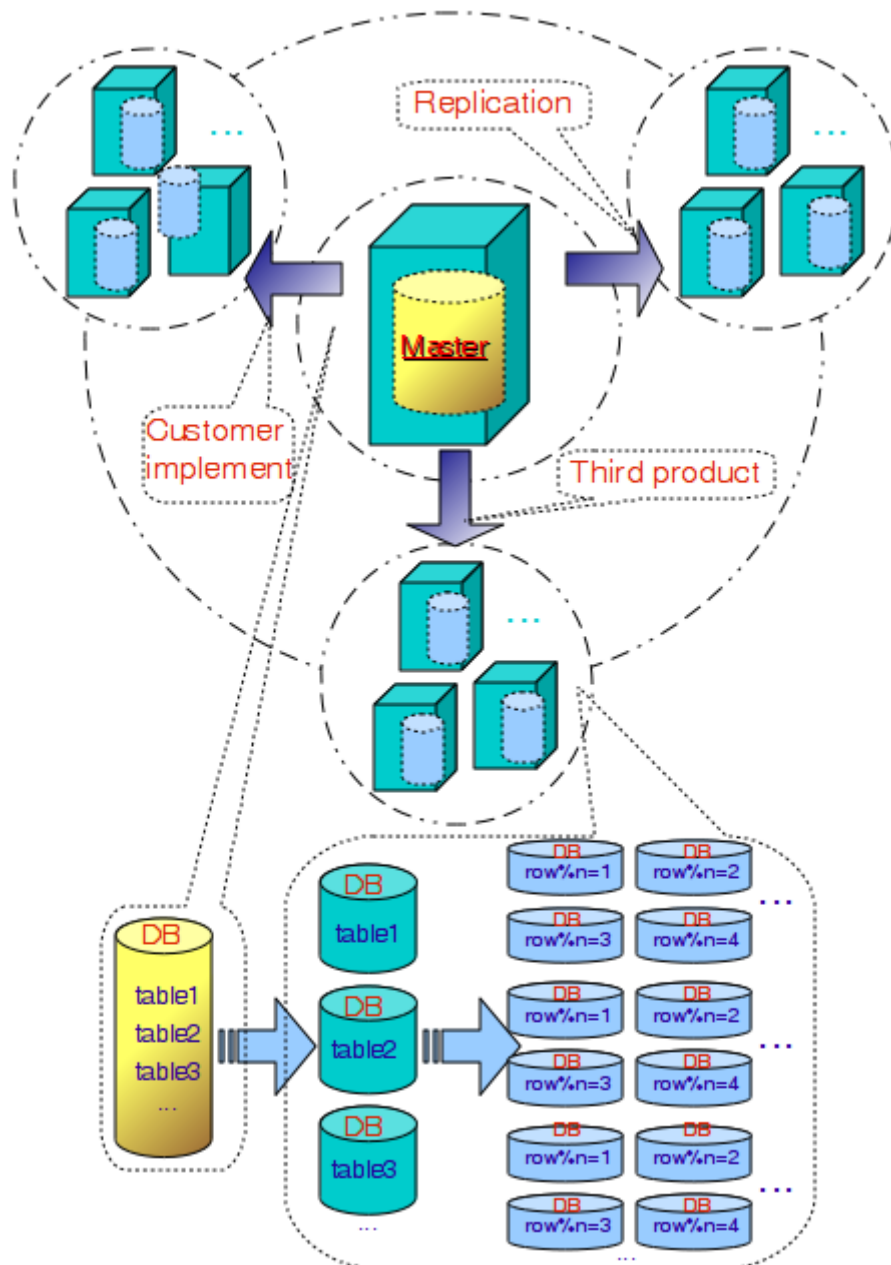 ...
Replication
...
Master
Customer
implement
Third product
...
DB
table1
table2
table3
...
DB
table1
DB
table2
DB
table3
...
DB
row%n=1
DB
row%n=2
...
DB
row%n=3
DB
row%n=4
DB
row%n=1
DB
row%n=2
...
DB
row%n=3
DB
row%n=4
DB
row%n=1
DB
row%n=2
...
DB
row%n=3
DB
row%n=4
...